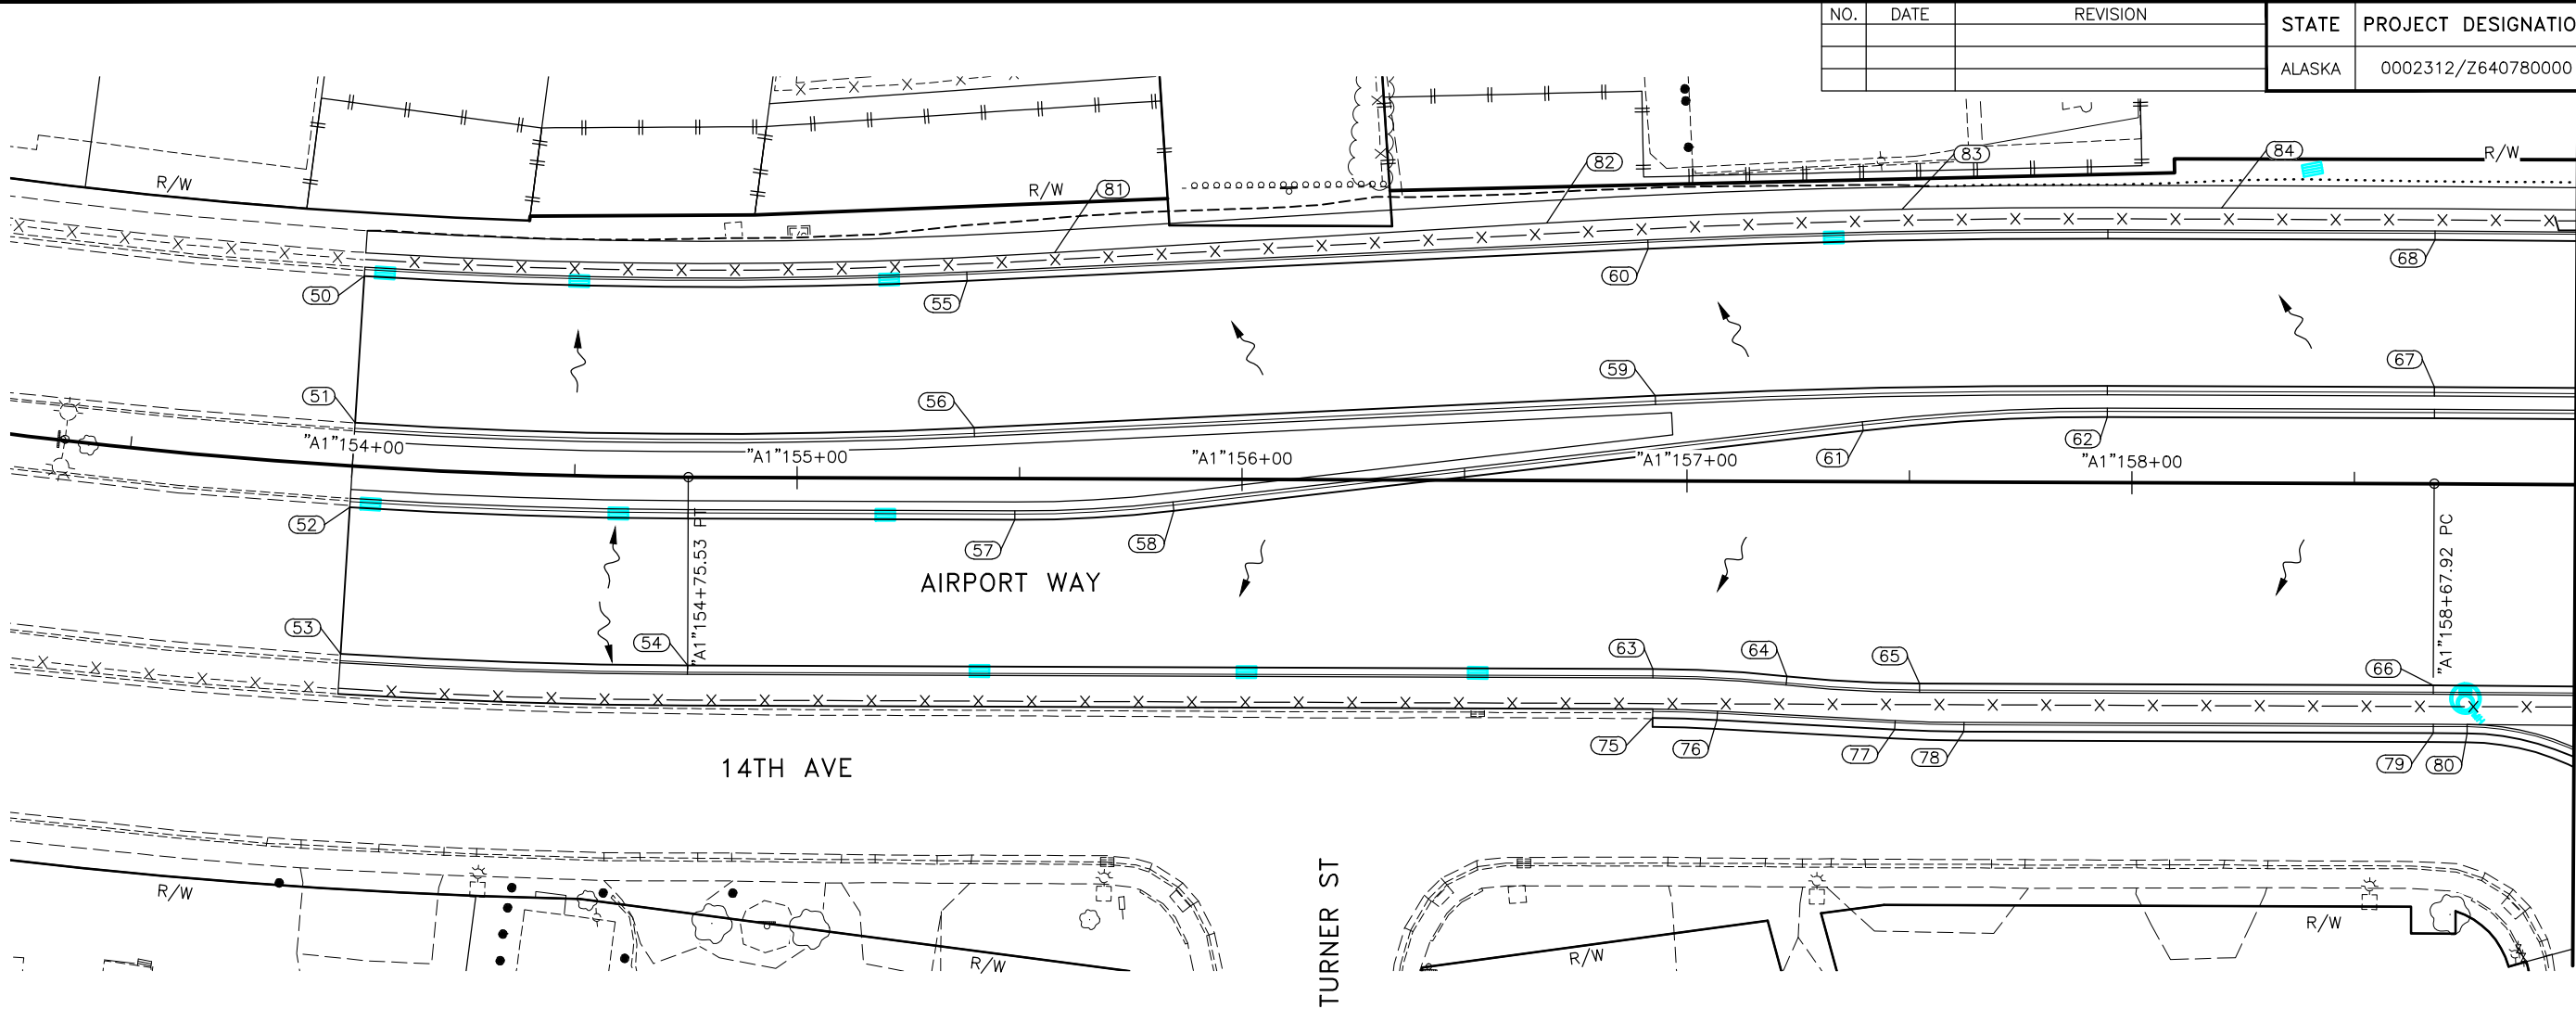 NO. DATE REVISION
STATE PROJECT DESIGNATIO
ALASKA 0002312/Z640780000
R/W
R/W
R/W
81
82
83
84
50
55
60
68
51
56
59
67
"A1"154+00
"A1"155+00
"A1"156+00
"A1"157+00
"A1"158+00
61
62
52
57
58
"A1"154+75.53 PT
"A1"158+67.92 PC
AIRPORT WAY
53
54
63
64
65
66
75
76
77
78
79
80
14TH AVE
TURNER ST
R/W
R/W
R/W
R/W